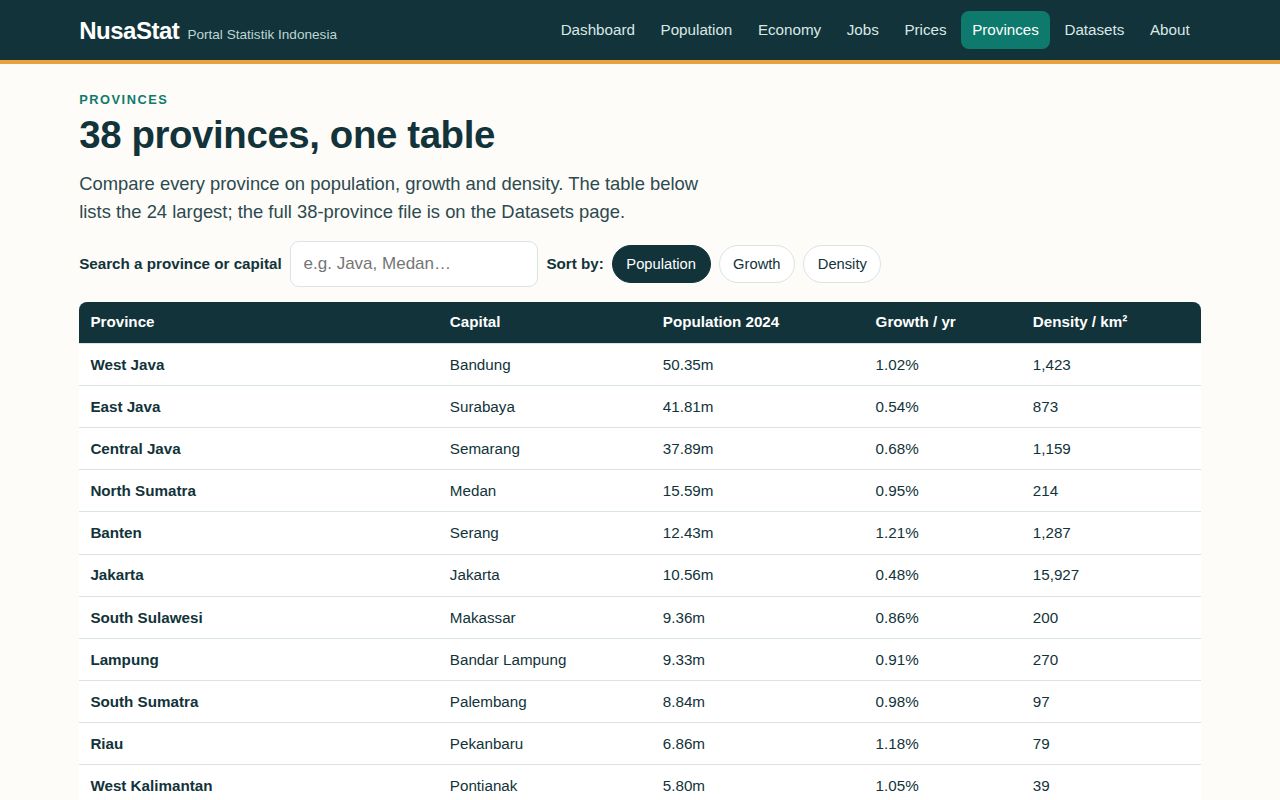 NusaStat Portal Statistik Indonesia Dashboard Population Economy Jobs Prices Provinces Datasets About
PROVINCES
38 provinces, one table
Compare every province on population, growth and density. The table below
lists the 24 largest; the full 38-province file is on the Datasets page.
Search a province or capital e.g. Java, Medan… Sort by: Population Growth Density
Province Capital Population 2024 Growth / yr Density / km²
West Java Bandung 50.35m 1.02% 1,423
East Java Surabaya 41.81m 0.54% 873
Central Java Semarang 37.89m 0.68% 1,159
North Sumatra Medan 15.59m 0.95% 214
Banten Serang 12.43m 1.21% 1,287
Jakarta Jakarta 10.56m 0.48% 15,927
South Sulawesi Makassar 9.36m 0.86% 200
Lampung Bandar Lampung 9.33m 0.91% 270
South Sumatra Palembang 8.84m 0.98% 97
Riau Pekanbaru 6.86m 1.18% 79
West Kalimantan Pontianak 5.80m 1.05% 39